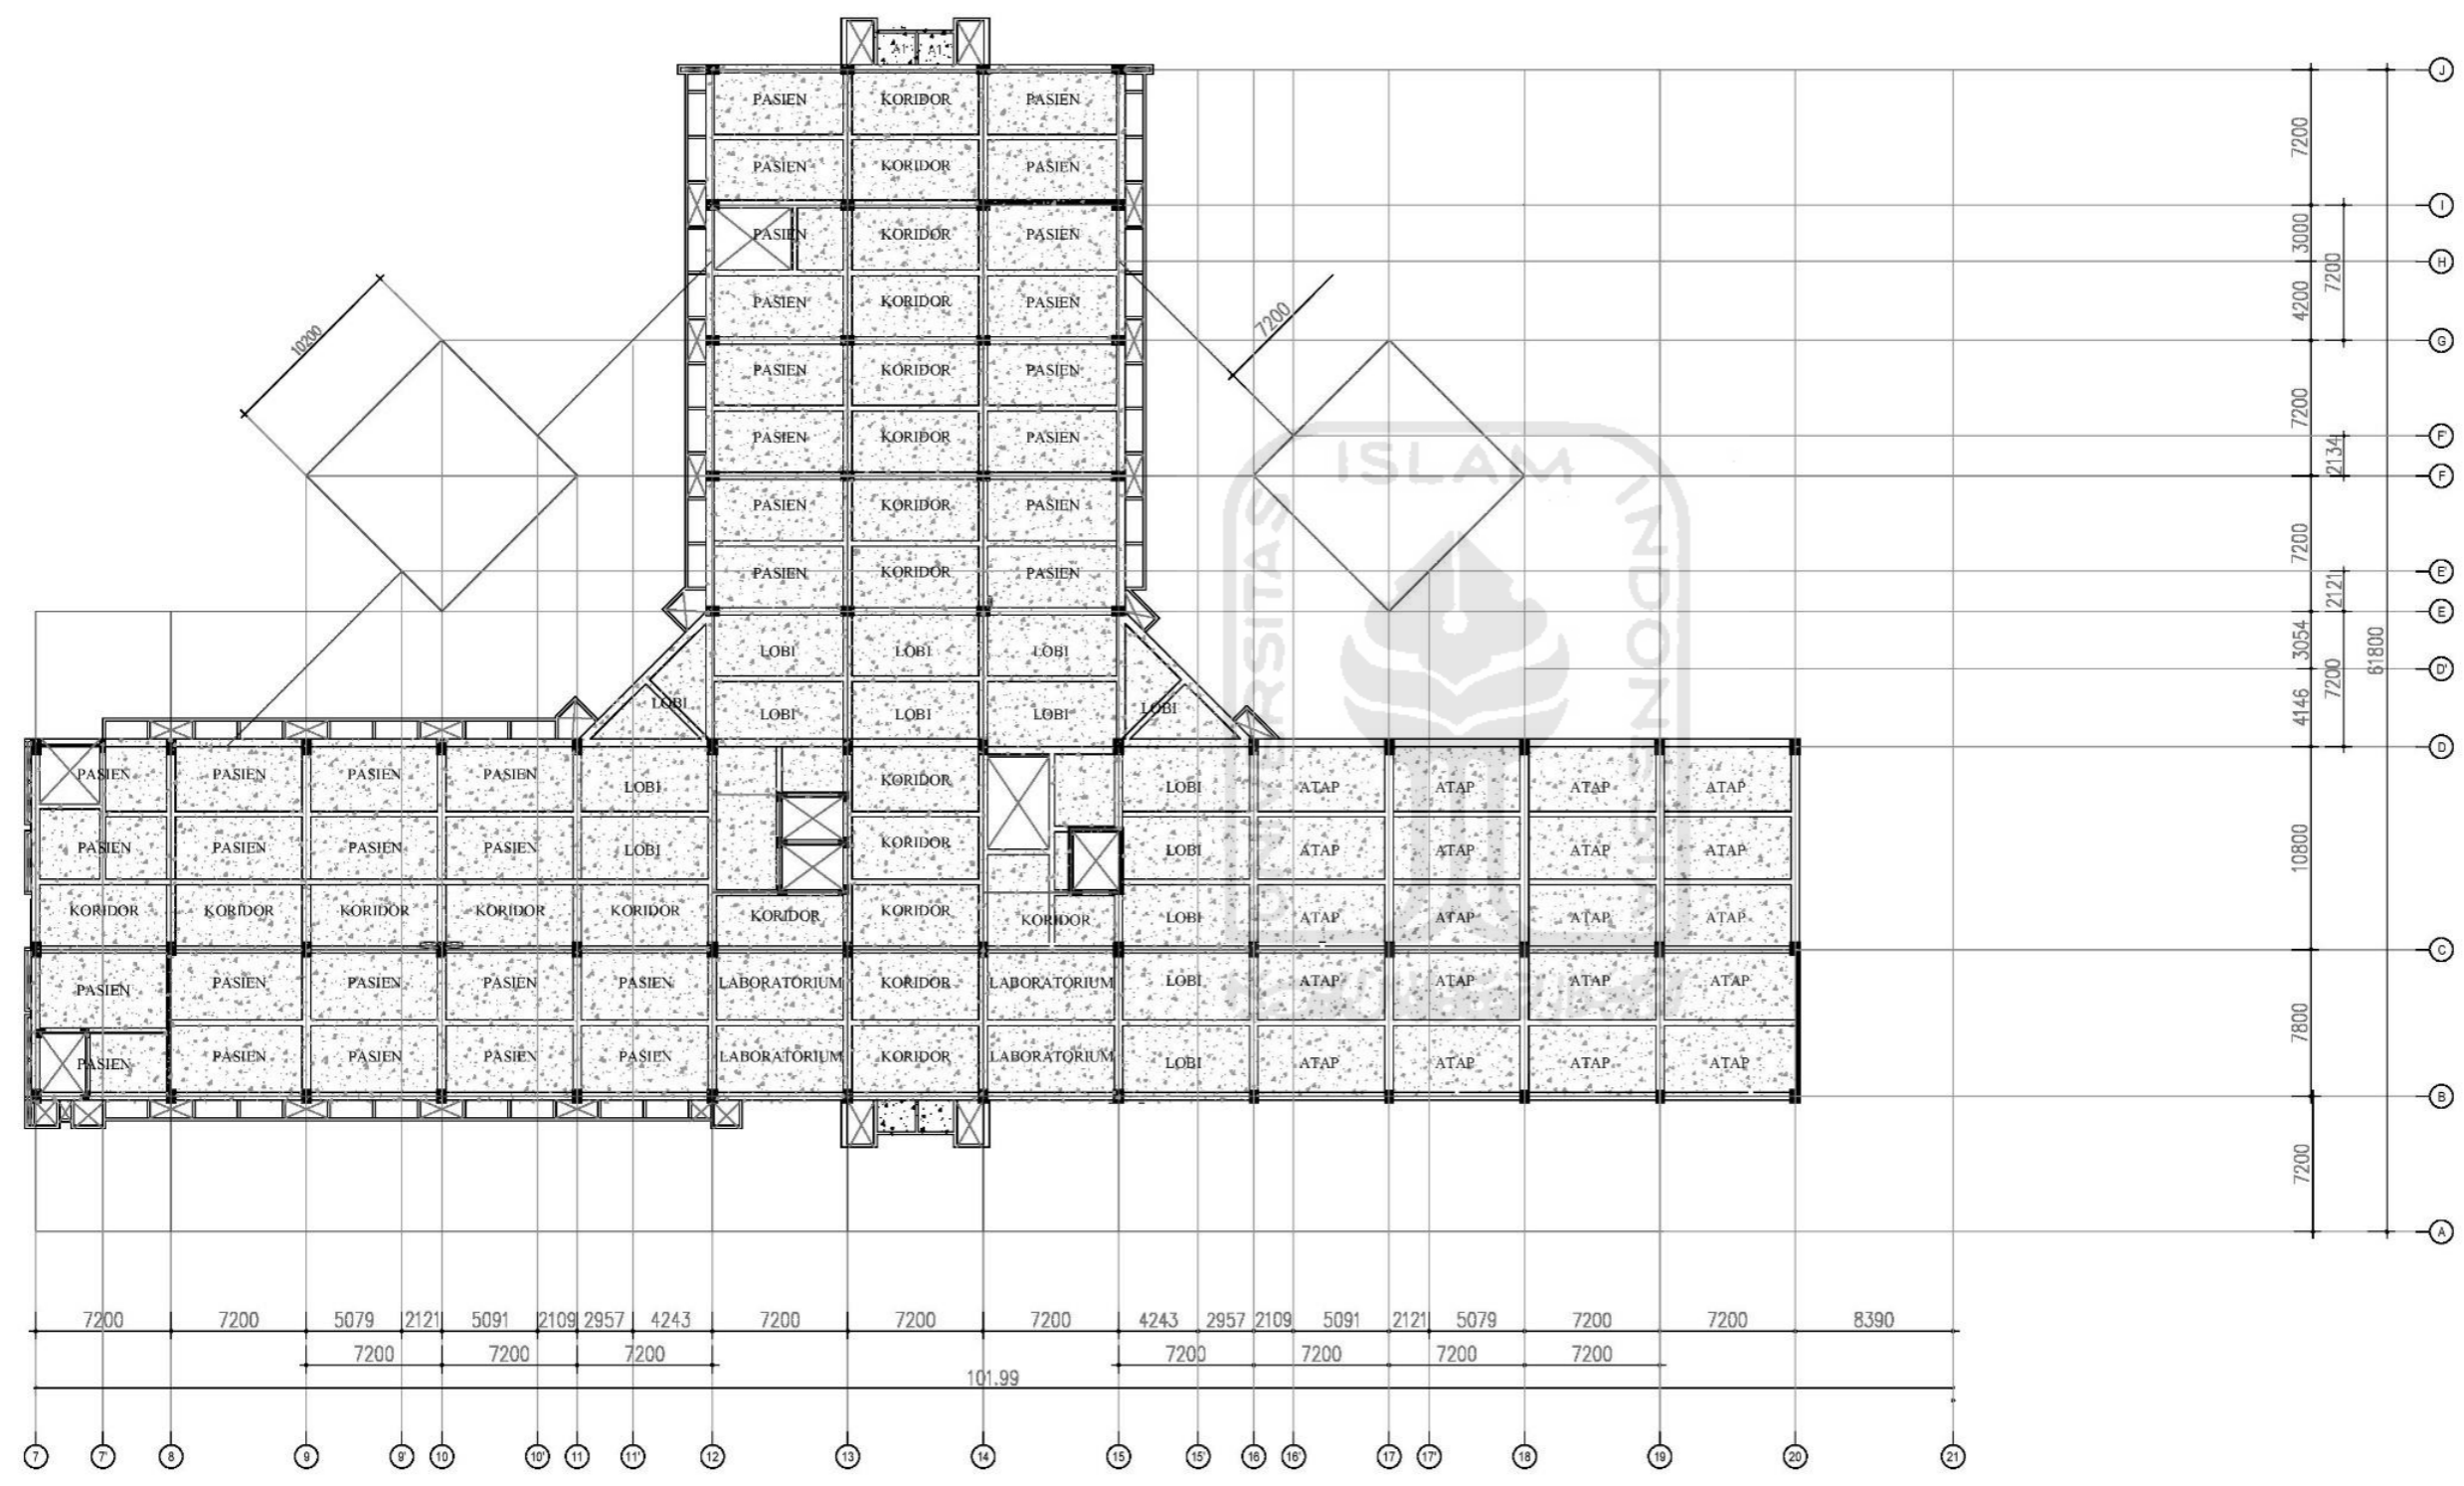 A1 A1
J
PASIEN KORIDOR PASIEN
7200
PASIEN KORIDOR PASIEN
I
PASIEN KORIDOR PASIEN
3000
H
7200
PASIEN KORIDOR PASIEN
4200
10200
7200
G
PASIEN KORIDOR PASIEN
7200
PASIEN KORIDOR PASIEN
F'
2134
ISLAM
F
PASIEN KORIDOR PASIEN
UNIVERSITAS
INDONESIA
7200
PASIEN KORIDOR PASIEN
E'
2121
E
LOBI LOBI LOBI
3054
61800
D'
7200
LOBI LOBI
4146
LOBI LOBI LOBI
D
PASIEN PASIEN PASIEN PASIEN LOBI KORIDOR LOBI ATAP ATAP ATAP ATAP
PASIEN PASIEN PASIEN PASIEN LOBI KORIDOR LOBI ATAP ATAP ATAP ATAP
10800
KORIDOR KORIDOR KORIDOR KORIDOR KORIDOR KORIDOR KORIDOR KORIDOR LOBI ATAP ATAP ATAP ATAP
C
PASIEN PASIEN PASIEN PASIEN PASIEN LABORATORIUM KORIDOR LABORATORIUM LOBI ATAP ATAP ATAP ATAP
7800
PASIEN PASIEN PASIEN PASIEN PASIEN LABORATORIUM KORIDOR LABORATORIUM LOBI ATAP ATAP ATAP ATAP
B
7200
A
7200 7200 5079 2121 5091 2109 2957 4243 7200 7200 7200 4243 2957 2109 5091 2121 5079 7200 7200 8390
7200 7200 7200 7200 7200 7200 7200
101.99
7 7' 8 9 9' 10 10' 11 11' 12 13 14 15 15' 16 16' 17 17' 18 19 20 21